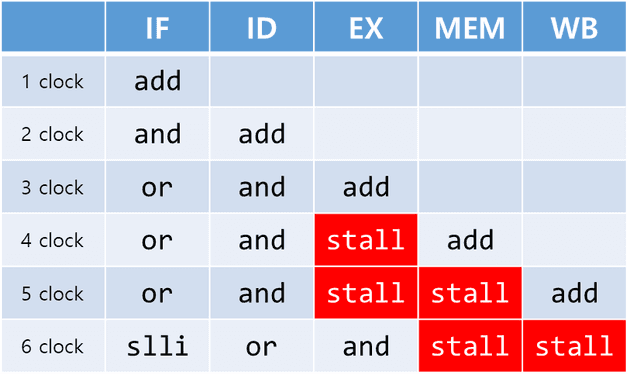 IF ID EX MEM WB
1 clock add
2 clock and add
3 clock or and add
4 clock or and stall add
5 clock or and stall stall add
6 clock slli or and stall stall